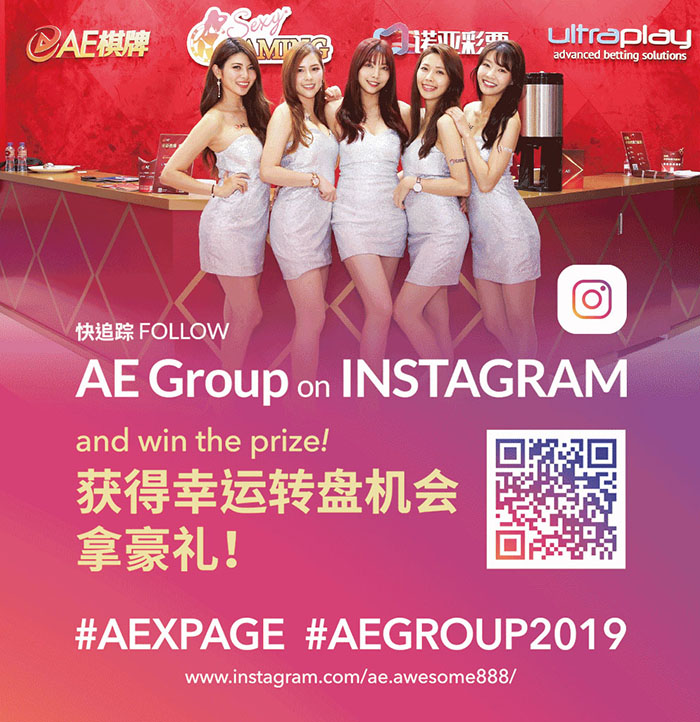 AE棋牌
Sexy
ultraplay
advanced betting solutions
快追踪 FOLLOW
AE Group on INSTAGRAM
and win the prize!
获得幸运转盘机会
拿豪礼!
#AEXPAGE #AEGROUP2019
www.instagram.com/ae.awesome888/